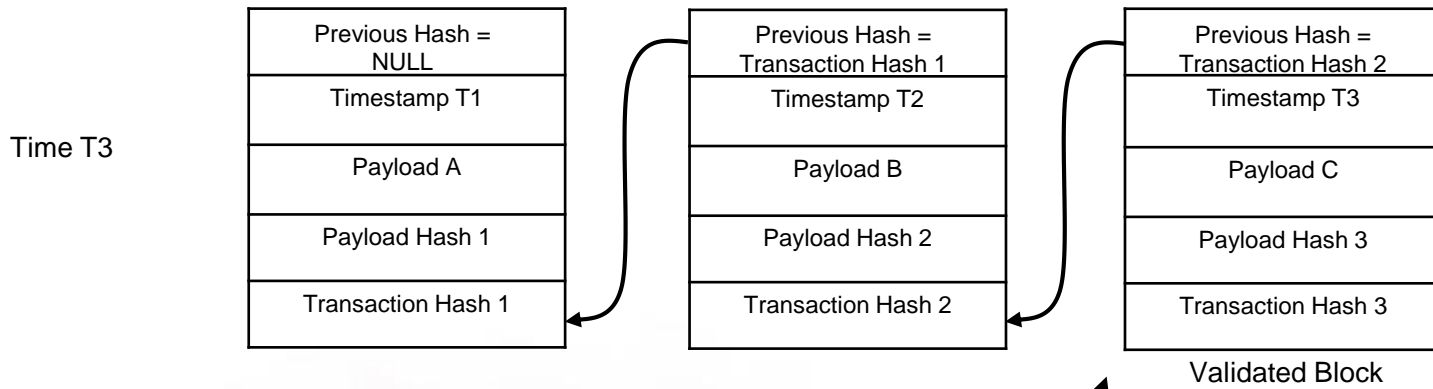 Time T3
Previous Hash =
NULL
Timestamp T1
Payload A
Payload Hash 1
Transaction Hash 1
Previous Hash =
Transaction Hash 1
Timestamp T2
Payload B
Payload Hash 2
Transaction Hash 2
Previous Hash =
Transaction Hash 2
Timestamp T3
Payload C
Payload Hash 3
Transaction Hash 3
Validated Block